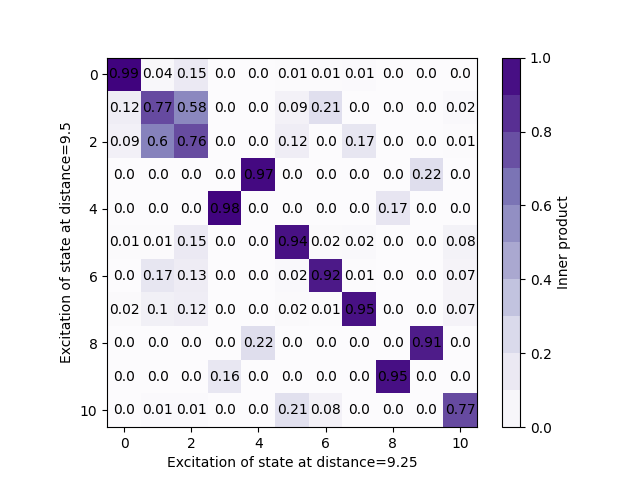 0 0.99 0.04 0.15 0.0 0.0 0.01 0.01 0.01 0.0 0.0 0.0
0.12 0.77 0.58 0.0 0.0 0.09 0.21 0.0 0.0 0.0 0.02
2 0.09 0.6 0.76 0.0 0.0 0.12 0.0 0.17 0.0 0.0 0.01
0.0 0.0 0.0 0.0 0.97 0.0 0.0 0.0 0.0 0.22 0.0
4 0.0 0.0 0.0 0.98 0.0 0.0 0.0 0.0 0.17 0.0 0.0
0.01 0.01 0.15 0.0 0.0 0.94 0.02 0.02 0.0 0.0 0.08
6 0.0 0.17 0.13 0.0 0.0 0.02 0.92 0.01 0.0 0.0 0.07
0.02 0.1 0.12 0.0 0.0 0.02 0.01 0.95 0.0 0.0 0.07
8 0.0 0.0 0.0 0.0 0.22 0.0 0.0 0.0 0.0 0.91 0.0
0.0 0.0 0.0 0.16 0.0 0.0 0.0 0.0 0.95 0.0 0.0
10 0.0 0.01 0.01 0.0 0.0 0.21 0.08 0.0 0.0 0.0 0.77
0 2 4 6 8 10
Excitation of state at distance=9.25
Excitation of state at distance=9.5
1.0
0.8
0.6
0.4
0.2
0.0
Inner product